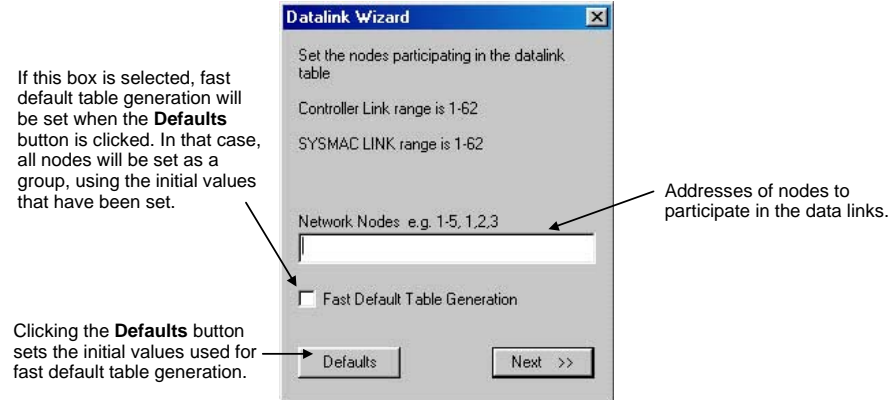 Datalink Wizard
Set the nodes participating in the datalink
table
Controller Link range is 1-62
SYSMAC LINK range is 1-62
Network Nodes e.g. 1-5, 1,2,3
Fast Default Table Generation
Defaults
Next >>
If this box is selected, fast
default table generation will
be set when the Defaults
button is clicked. In that case,
all nodes will be set as a
group, using the initial values
that have been set.
Addresses of nodes to
participate in the data links.
Clicking the Defaults button
sets the initial values used for
fast default table generation.